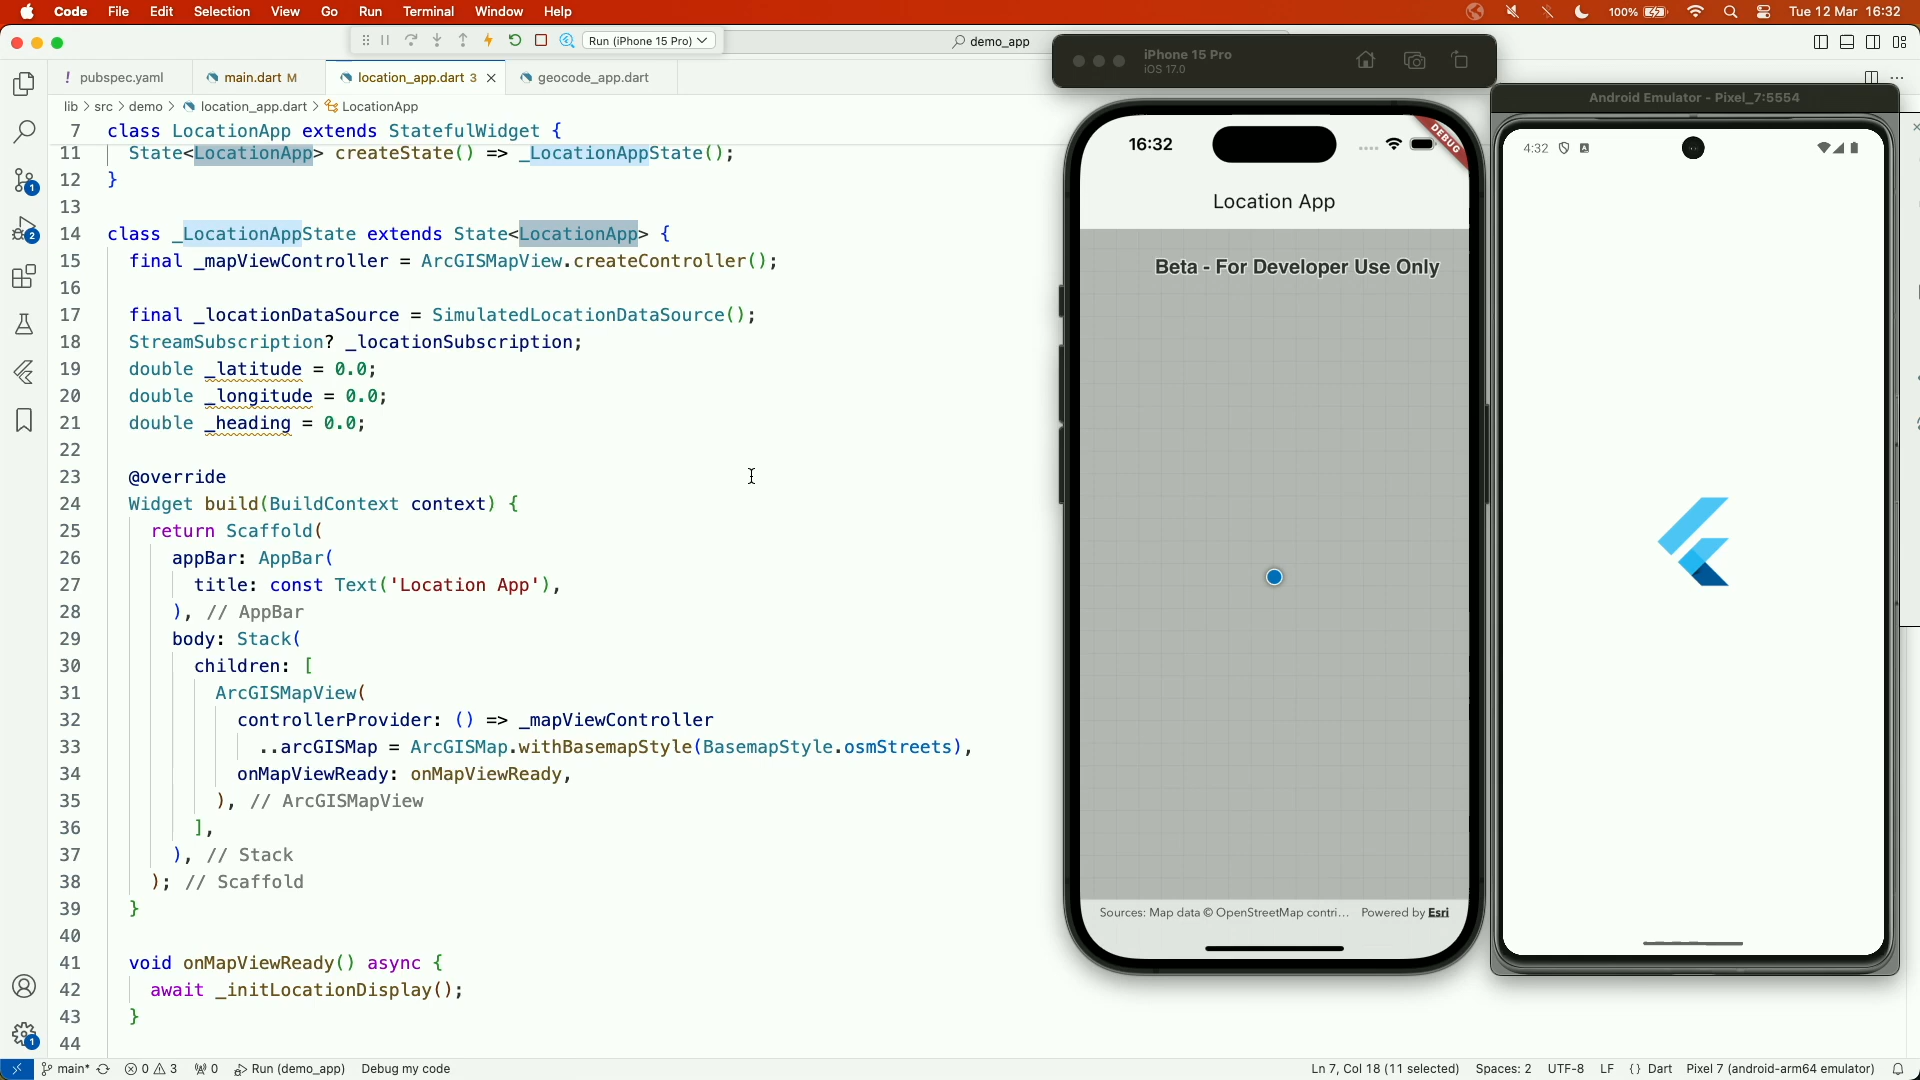 Code File Edit Selection View Go Run Terminal Window Help 100% Tue 12 Mar 16:32
Run (iPhone 15 Pro) demo_app
! pubspec.yaml main.dart M location_app.dart 3 geocode_app.dart
lib > src > demo > location_app.dart > LocationApp
7 class LocationApp extends StatefulWidget {
11 State<LocationApp> createState() => _LocationAppState();
12 }
13
14 class _LocationAppState extends State<LocationApp> {
15 final _mapViewController = ArcGISMapView.createController();
16
17 final _locationDataSource = SimulatedLocationDataSource();
18 StreamSubscription? _locationSubscription;
19 double _latitude = 0.0;
20 double _longitude = 0.0;
21 double _heading = 0.0;
22
23 @override
24 Widget build(BuildContext context) {
25 return Scaffold(
26 appBar: AppBar(
27 title: const Text('Location App'),
28 ), // AppBar
29 body: Stack(
30 children: [
31 ArcGISMapView(
32 controllerProvider: () => _mapViewController
33 ..arcGISMap = ArcGISMap.withBasemapStyle(BasemapStyle.osmStreets),
34 onMapViewReady: onMapViewReady,
35 ), // ArcGISMapView
36 ],
37 ), // Stack
38 ); // Scaffold
39 }
40
41 void onMapViewReady() async {
42 await _initLocationDisplay();
43 }
44
1
2
1
iPhone 15 Pro
iOS 17.0
16:32
DEBUG
Location App
Beta - For Developer Use Only
Sources: Map data © OpenStreetMap contri... Powered by Esri
Android Emulator - Pixel_7:5554
4:32
main* 0 3 0 Run (demo_app) Debug my code Ln 7, Col 18 (11 selected) Spaces: 2 UTF-8 LF {} Dart Pixel 7 (android-arm64 emulator)